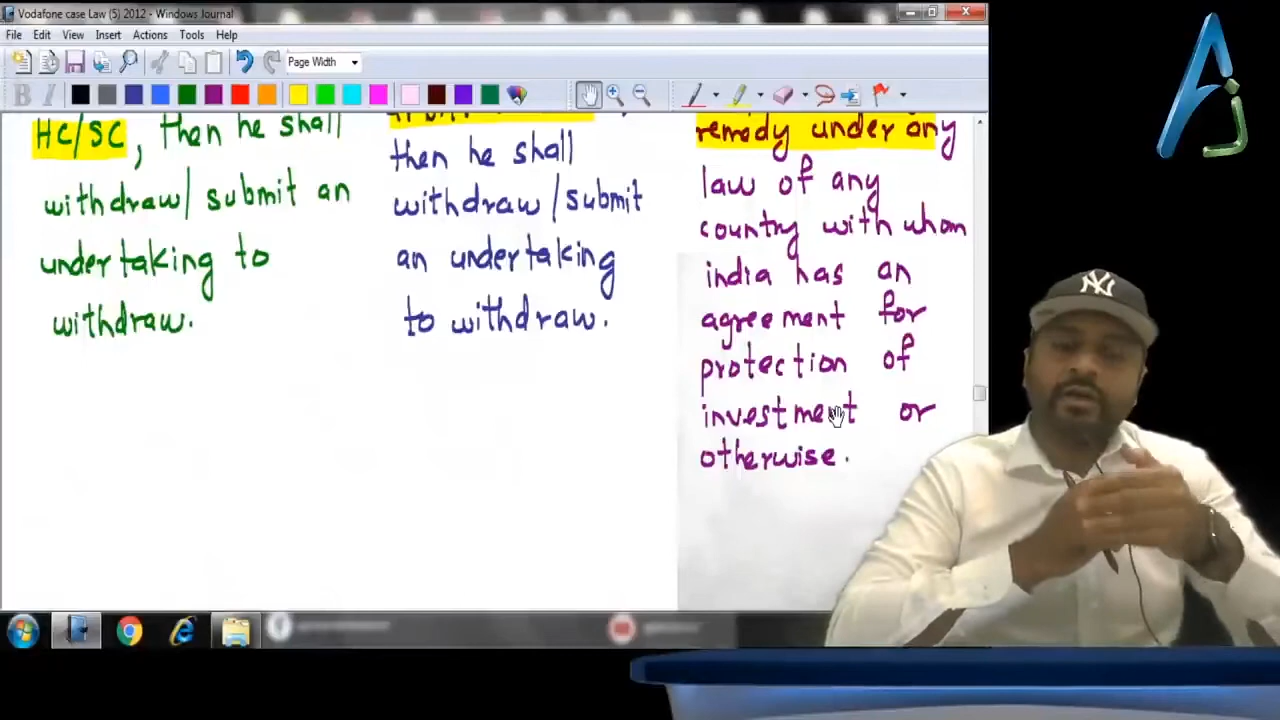 Vodafone case Law (5) 2012 - Windows Journal
File Edit View Insert Actions Tools Help
Page Width
B I
HC/SC, then he shall
withdraw/ submit an
undertaking to
withdraw.
then he shall
withdraw/submit
an undertaking
to withdraw.
remedy under any
law of any
country with whom
india has an
agreement for
protection of
investment or
otherwise.
AJ
NY